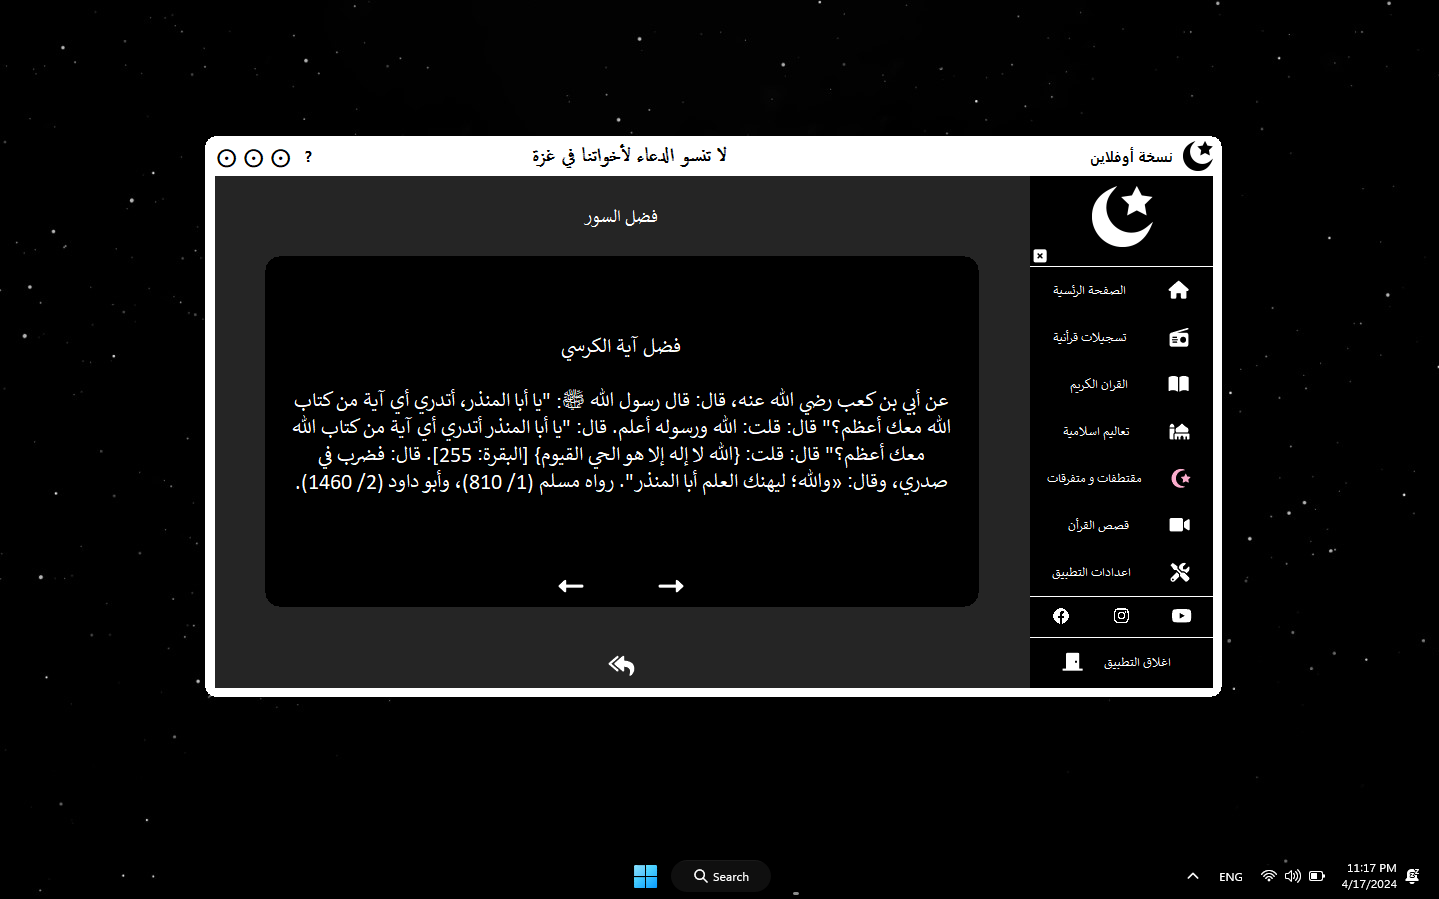 نسخة أوفلاين
لا تنسو الدعاء لأخواتنا في غزة
?
فضل السور
فضل آية الكرسي
عن أبي بن كعب رضي الله عنه، قال: قال رسول الله ﷺ: "يا أبا المنذر، أتدري أي آية من كتاب
الله معك أعظم؟" قال: قلت: الله ورسوله أعلم. قال: "يا أبا المنذر أتدري أي آية من كتاب الله
معك أعظم؟" قال: قلت: {الله لا إله إلا هو الحي القيوم} [البقرة: 255]. قال: فضرب في
صدري، وقال: «والله؛ ليهنك العلم أبا المنذر". رواه مسلم (1/ 810)، وأبو داود (2/ 1460).
الصفحة الرئسية
تسجيلات قرأنية
القران الكريم
تعاليم اسلامية
مقتطفات و متفرقات
قصص القرأن
اعدادات التطبيق
اغلاق التطبيق
Search
ENG
11:17 PM
4/17/2024